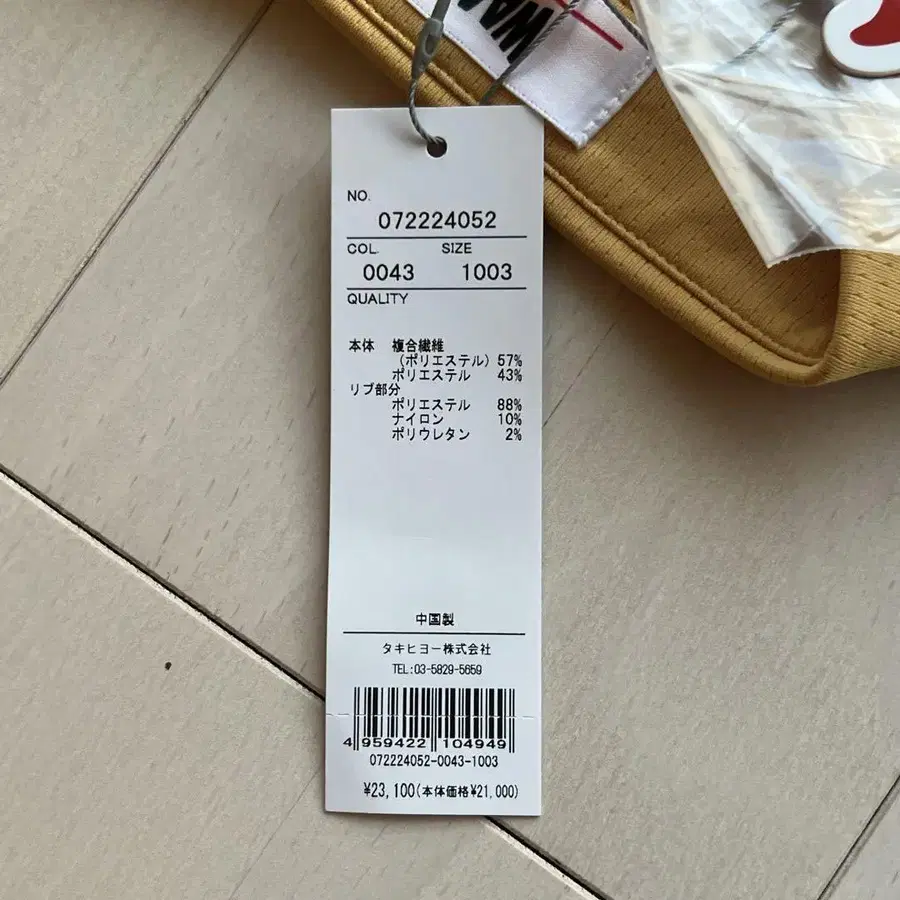 NO.
072224052
COL. SIZE
0043 1003
QUALITY
本体 複合繊維
(ポリエステル) 57%
ポリエステル 43%
リブ部分
ポリエステル 88%
ナイロン 10%
ポリウレタン 2%
中国製
タキヒヨー株式会社
TEL:03-5829-5659
4 959422 104949
072224052-0043-1003
¥23,100(本体価格¥21,000)